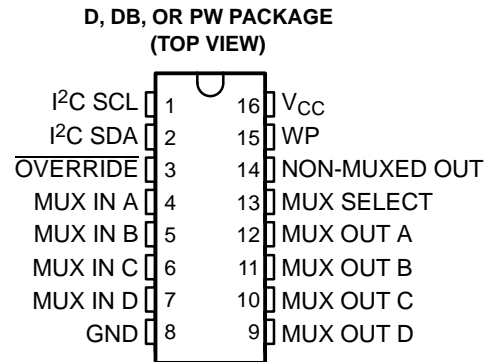 D, DB, OR PW PACKAGE
(TOP VIEW)
I²C SCL 1 16 V_CC
I²C SDA 2 15 WP
OVERRIDE 3 14 NON-MUXED OUT
MUX IN A 4 13 MUX SELECT
MUX IN B 5 12 MUX OUT A
MUX IN C 6 11 MUX OUT B
MUX IN D 7 10 MUX OUT C
GND 8 9 MUX OUT D